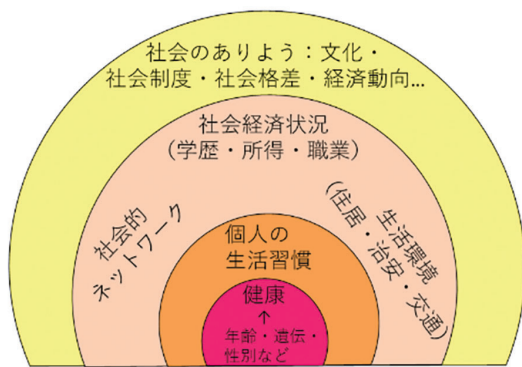 社会のありよう：文化・
社会制度・社会格差・経済動向...
社会経済状況
(学歴・所得・職業)
社会的
ネットワーク
生活環境
(住居・治安・交通)
個人の
生活習慣
健康
↑
年齢・遺伝・
性別など